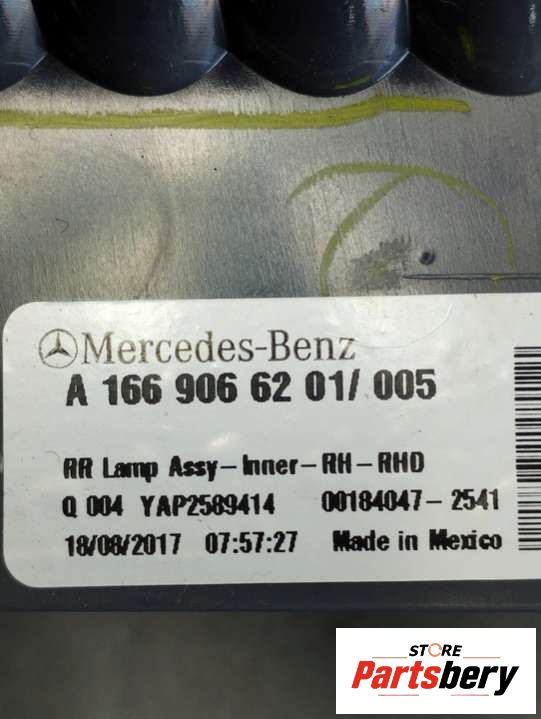 Mercedes-Benz
A 166 906 62 01/ 005
RR Lamp Assy-Inner-RH-RHD
Q 004 YAP2589414 00184047-2541
18/08/2017 07:57:27 Made in Mexico
STORE
Partsbery